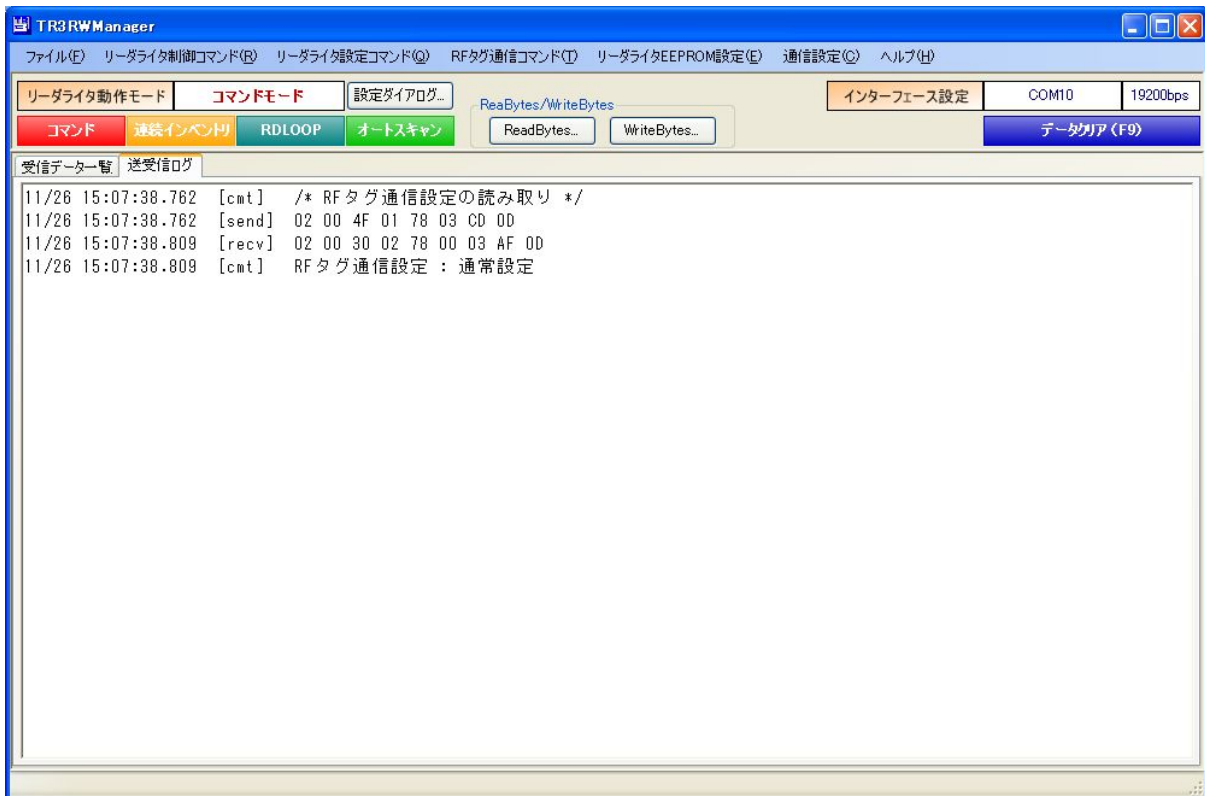 TR3RWManager
ファイル(F) リーダライタ制御コマンド(R) リーダライタ設定コマンド(Q) RFタグ通信コマンド(T) リーダライタEEPROM設定(E) 通信設定(C) ヘルプ(H)
リーダライタ動作モード コマンドモード 設定ダイアログ... ReaBytes/WriteBytes インターフェース設定 COM10 19200bps
コマンド 連続インベントリ RDLOOP オートスキャン ReadBytes... WriteBytes... データクリア(F9)
受信データ一覧 送受信ログ
11/26 15:07:38.762 [cmt] /* RFタグ通信設定の読み取り */
11/26 15:07:38.762 [send] 02 00 4F 01 78 03 CD 0D
11/26 15:07:38.809 [recv] 02 00 30 02 78 00 03 AF 0D
11/26 15:07:38.809 [cmt] RFタグ通信設定 : 通常設定